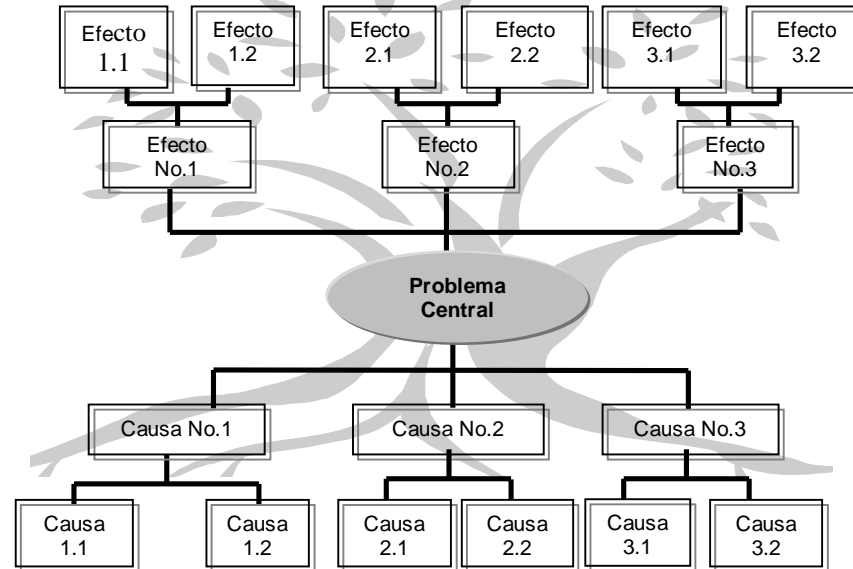 Efecto
1.1
Efecto
1.2
Efecto
2.1
Efecto
2.2
Efecto
3.1
Efecto
3.2
Efecto
No.1
Efecto
No.2
Efecto
No.3
Problema
Central
Causa No.1
Causa No.2
Causa No.3
Causa
1.1
Causa
1.2
Causa
2.1
Causa
2.2
Causa
3.1
Causa
3.2